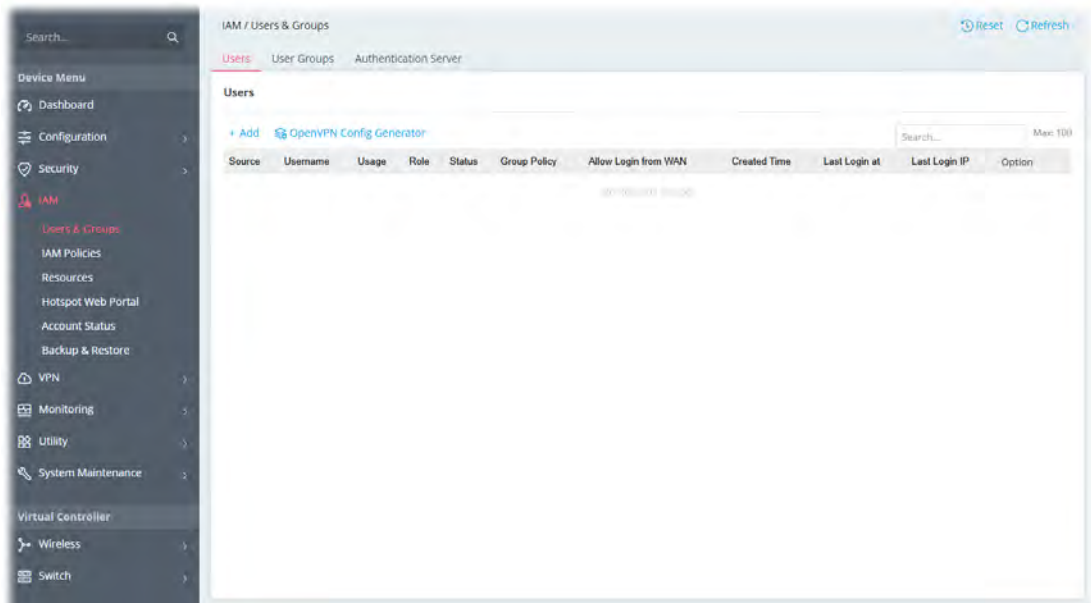 Search...
Device Menu
Dashboard
Configuration
Security
IAM
Users & Groups
IAM Policies
Resources
Hotspot Web Portal
Account Status
Backup & Restore
VPN
Monitoring
Utility
System Maintenance
Virtual Controller
Wireless
Switch
IAM / Users & Groups
Reset Refresh
Users User Groups Authentication Server
Users
+ Add OpenVPN Config Generator
Search... Max: 100
Source Username Usage Role Status Group Policy Allow Login from WAN Created Time Last Login at Last Login IP Option